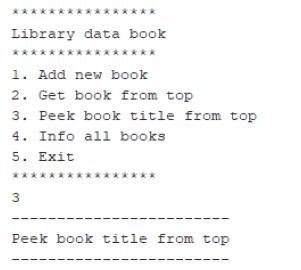 ****************
Library data book
****************
1. Add new book
2. Get book from top
3. Peek book title from top
4. Info all books
5. Exit
****************
3
------------------------
Peek book title from top
------------------------